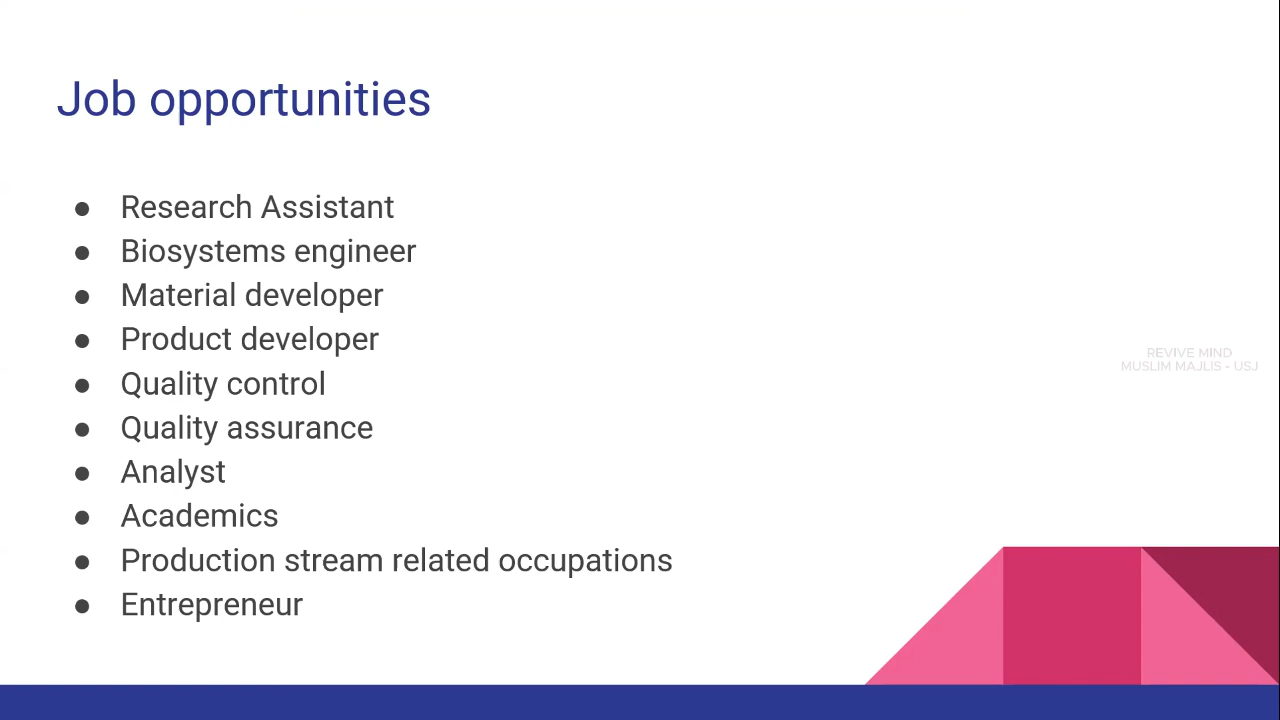 Job opportunities
● Research Assistant
● Biosystems engineer
● Material developer
● Product developer
● Quality control
● Quality assurance
● Analyst
● Academics
● Production stream related occupations
● Entrepreneur
REVIVE MIND
MUSLIM MAJLIS - USJ